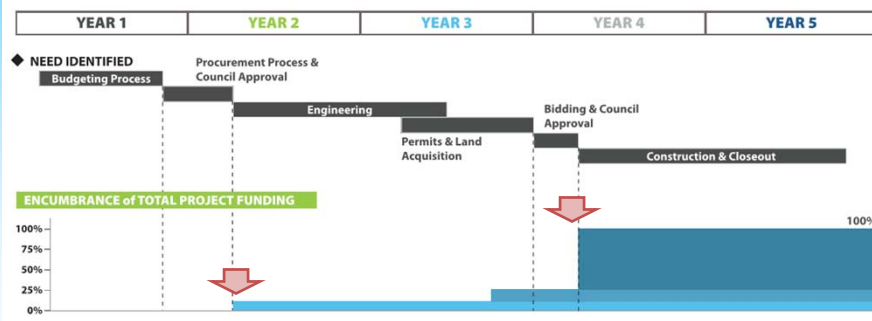 YEAR 1 YEAR 2 YEAR 3 YEAR 4 YEAR 5
NEED IDENTIFIED
Budgeting Process
Procurement Process &
Council Approval
Engineering
Permits & Land
Acquisition
Bidding & Council
Approval
Construction & Closeout
ENCUMBRANCE of TOTAL PROJECT FUNDING
100%
75%
50%
25%
0%
100%